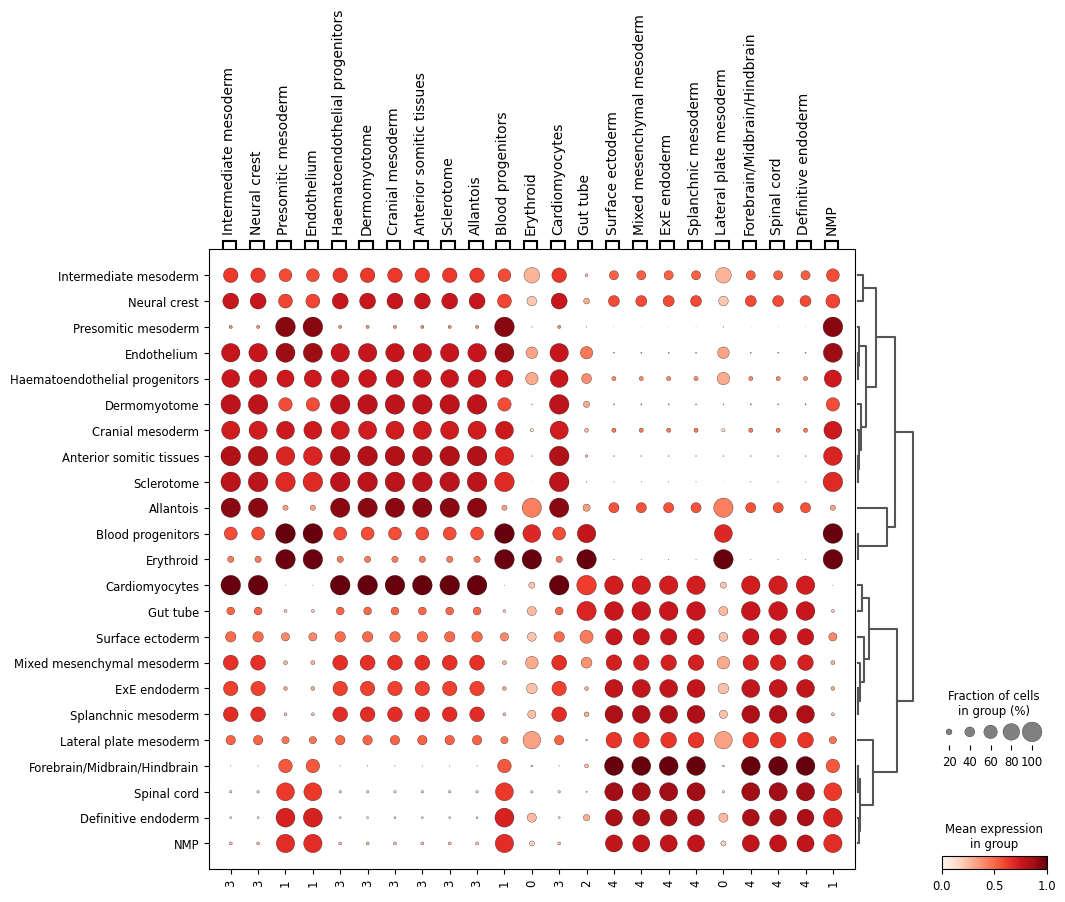 Intermediate mesoderm
Neural crest
Presomitic mesoderm
Endothelium
Haematoendothelial progenitors
Dermomyotome
Cranial mesoderm
Anterior somitic tissues
Sclerotome
Allantois
Blood progenitors
Erythroid
Cardiomyocytes
Gut tube
Surface ectoderm
Mixed mesenchymal mesoderm
ExE endoderm
Splanchnic mesoderm
Lateral plate mesoderm
Forebrain/Midbrain/Hindbrain
Spinal cord
Definitive endoderm
NMP
Intermediate mesoderm
Neural crest
Presomitic mesoderm
Endothelium
Haematoendothelial progenitors
Dermomyotome
Cranial mesoderm
Anterior somitic tissues
Sclerotome
Allantois
Blood progenitors
Erythroid
Cardiomyocytes
Gut tube
Surface ectoderm
Mixed mesenchymal mesoderm
ExE endoderm
Splanchnic mesoderm
Lateral plate mesoderm
Forebrain/Midbrain/Hindbrain
Spinal cord
Definitive endoderm
NMP
3 3 1 1 3 3 3 3 3 3 1 0 3 2 4 4 4 4 0 4 4 4 1
Fraction of cells
in group (%)
20 40 60 80 100
Mean expression
in group
0.0 0.5 1.0